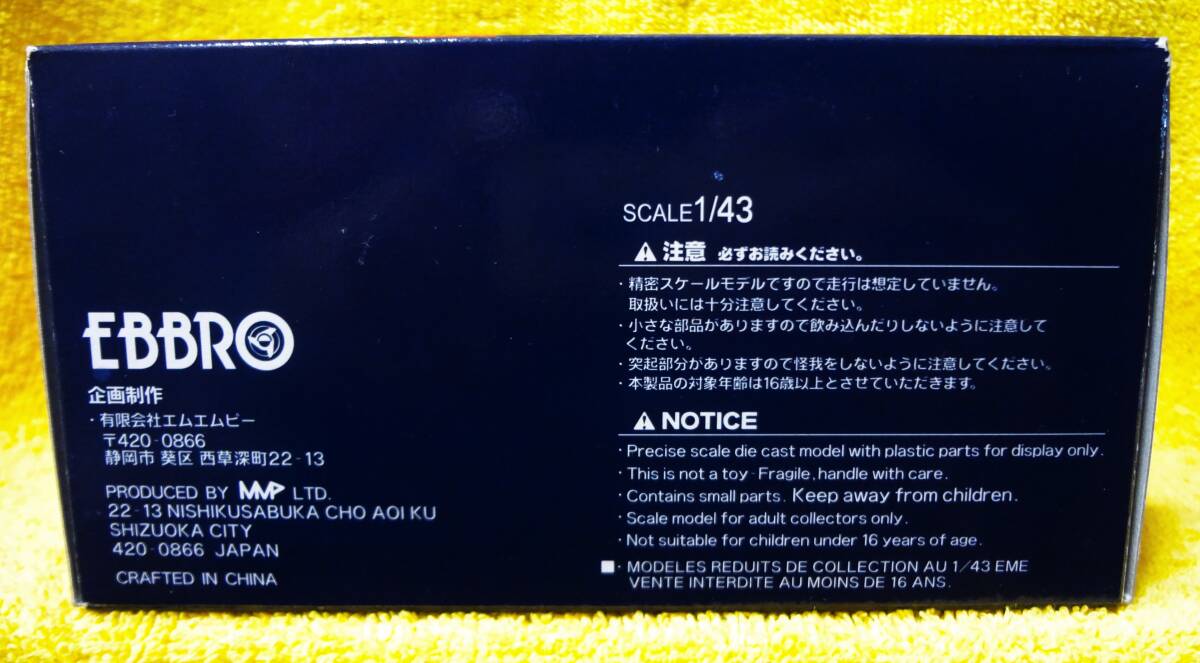 EBBRO
企画制作
・有限会社エムエムピー
〒420-0866
静岡市 葵区 西草深町22-13
PRODUCED BY MMP LTD.
22-13 NISHIKUSABUKA CHO AOI KU
SHIZUOKA CITY
420-0866 JAPAN
CRAFTED IN CHINA
SCALE1/43
⚠ 注意 必ずお読みください。
・精密スケールモデルですので走行は想定していません。
取扱いには十分注意してください。
・小さな部品がありますので飲み込んだりしないように注意して
ください。
・突起部分がありますので怪我をしないように注意してください。
・本製品の対象年齢は16歳以上とさせていただきます。
⚠ NOTICE
・Precise scale die cast model with plastic parts for display only.
・This is not a toy-Fragile, handle with care.
・Contains small parts. Keep away from children.
・Scale model for adult collectors only.
・Not suitable for children under 16 years of age.
■・MODELES REDUITS DE COLLECTION AU 1/43 EME
VENTE INTERDITE AU MOINS DE 16 ANS.